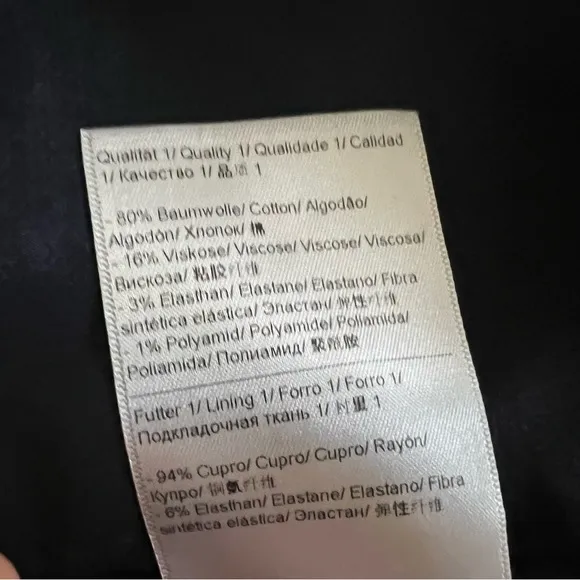 Qualität 1/ Quality 1/ Qualidade 1/ Calidad
1/ Качество 1/ 品质 1
- 80% Baumwolle/ Cotton/ Algodão/
Algodón/ Хлопок/ 棉
- 16% Viskose/ Viscose/ Viscose/ Viscosa/
Вискоза/ 粘胶纤维
- 3% Elasthan/ Elastane/ Elastano/ Fibra
sintética elástica/ Эластан/ 弹性纤维
- 1% Polyamid/ Polyamide/ Poliamida/
Poliamida/ Полиамид/ 聚酰胺
Futter 1/ Lining 1/ Forro 1/ Forro 1/
Подкладочная ткань 1/ 衬里 1
- 94% Cupro/ Cupro/ Cupro/ Rayón/
Купро/ 铜氨纤维
- 6% Elasthan/ Elastane/ Elastano/ Fibra
sintética elástica/ Эластан/ 弹性纤维